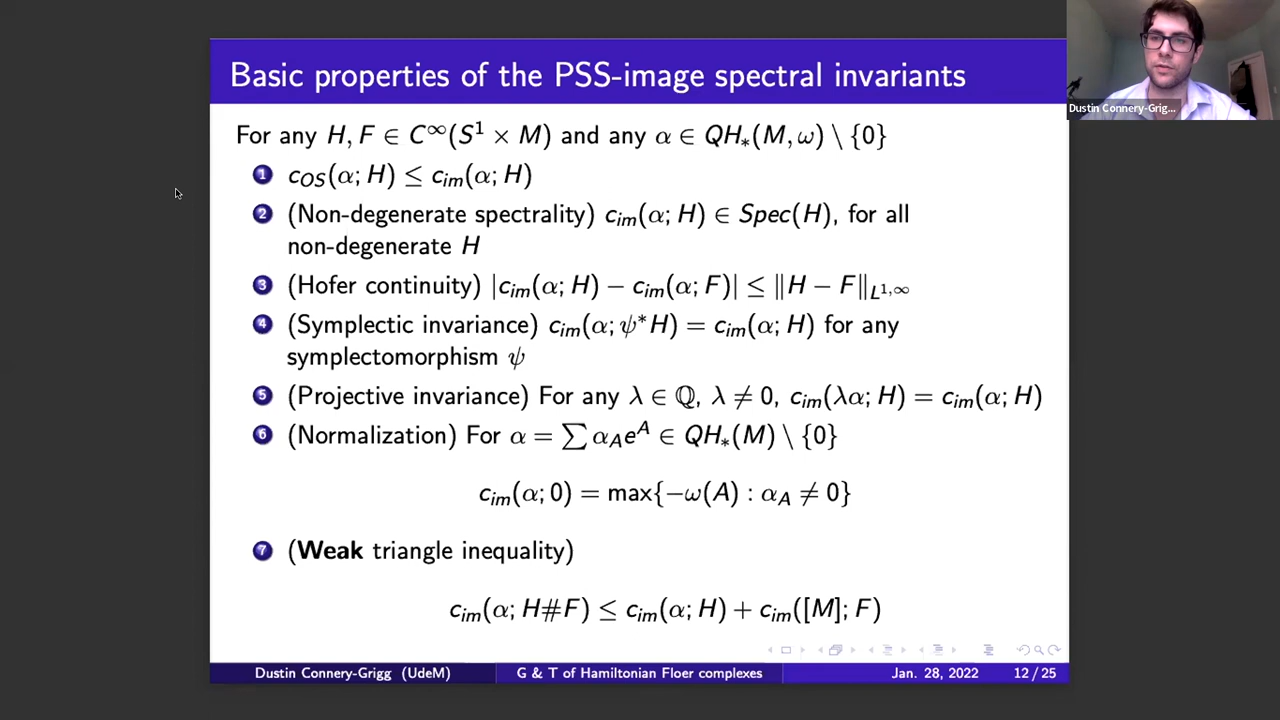 Basic properties of the PSS-image spectral invariants
For any H, F ∈ C^∞(S¹ × M) and any α ∈ QH_*(M, ω) \ {0}
1 c_OS(α; H) ≤ c_im(α; H)
2 (Non-degenerate spectrality) c_im(α; H) ∈ Spec(H), for all
non-degenerate H
3 (Hofer continuity) |c_im(α; H) − c_im(α; F)| ≤ ‖H − F‖_{L^{1,∞}}
4 (Symplectic invariance) c_im(α; ψ*H) = c_im(α; H) for any
symplectomorphism ψ
5 (Projective invariance) For any λ ∈ ℚ, λ ≠ 0, c_im(λα; H) = c_im(α; H)
6 (Normalization) For α = ∑ α_A e^A ∈ QH_*(M) \ {0}
c_im(α; 0) = max{−ω(A) : α_A ≠ 0}
7 (Weak triangle inequality)
c_im(α; H#F) ≤ c_im(α; H) + c_im([M]; F)
Dustin Connery-Grigg (UdeM) G & T of Hamiltonian Floer complexes Jan. 28, 2022 12 / 25
Dustin Connery-Grig...